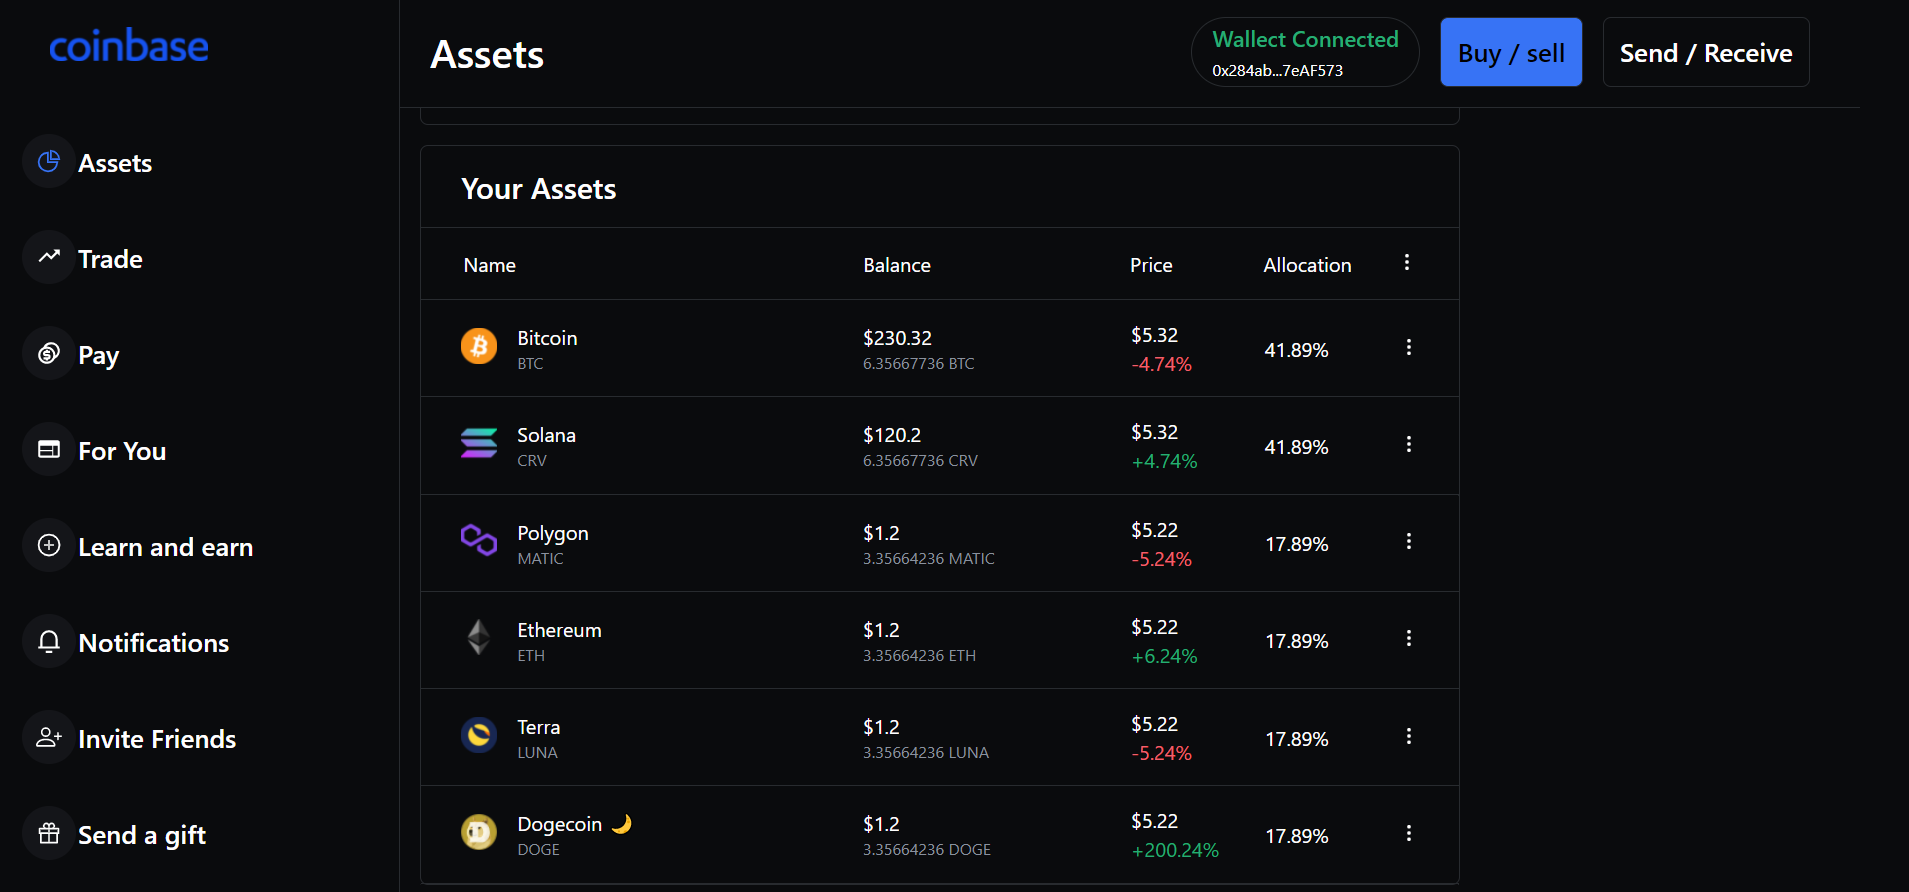 coinbase
Assets
Trade
Pay
For You
Learn and earn
Notifications
Invite Friends
Send a gift
Assets
Wallect Connected
0x284ab...7eAF573
Buy / sell
Send / Receive
Your Assets
Name Balance Price Allocation
Bitcoin $230.32 $5.32 41.89%
BTC 6.35667736 BTC -4.74%
Solana $120.2 $5.32 41.89%
CRV 6.35667736 CRV +4.74%
Polygon $1.2 $5.22 17.89%
MATIC 3.35664236 MATIC -5.24%
Ethereum $1.2 $5.22 17.89%
ETH 3.35664236 ETH +6.24%
Terra $1.2 $5.22 17.89%
LUNA 3.35664236 LUNA -5.24%
Dogecoin 🌙 $1.2 $5.22 17.89%
DOGE 3.35664236 DOGE +200.24%